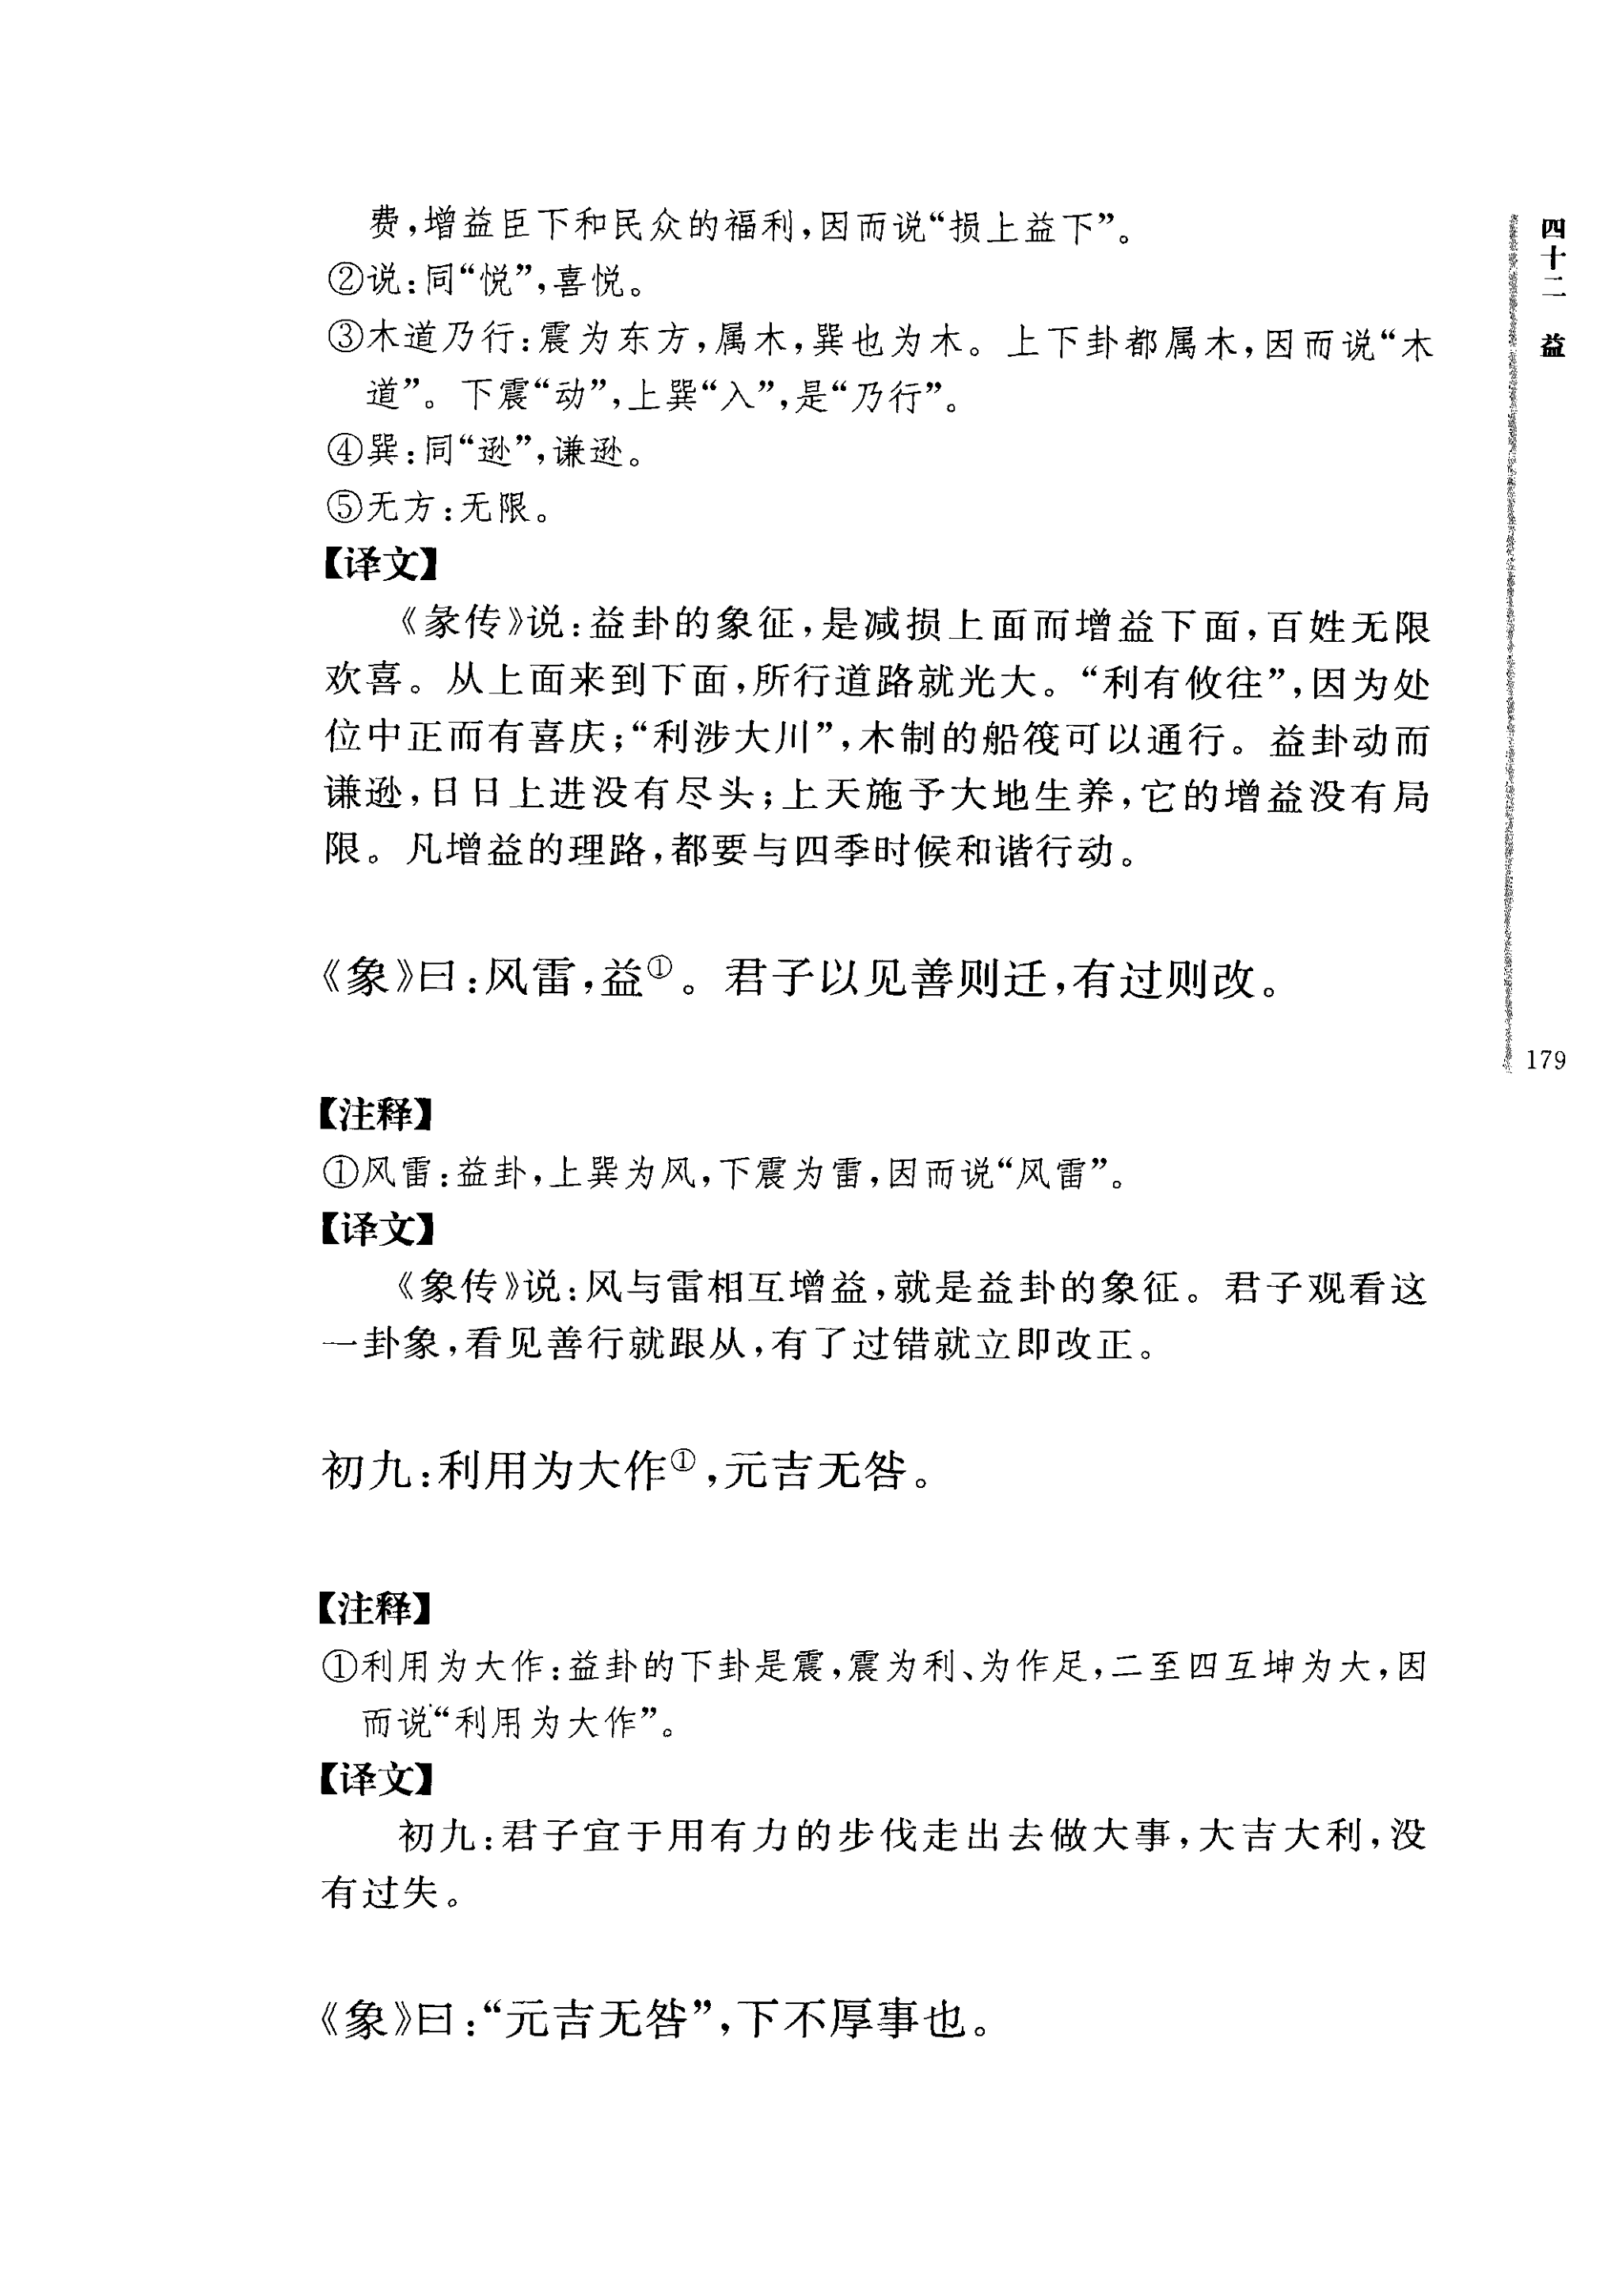 费，增益臣下和民众的福利，因而说“损上益下”。
②说：同“悦”，喜悦。
③木道乃行：震为东方，属木，巽也为木。上下卦都属木，因而说“木
道”。下震“动”，上巽“入”，是“乃行”。
④巽：同“逊”，谦逊。
⑤无方：无限。
【译文】
《彖传》说：益卦的象征，是减损上面而增益下面，百姓无限
欢喜。从上面来到下面，所行道路就光大。“利有攸往”，因为处
位中正而有喜庆；“利涉大川”，木制的船筏可以通行。益卦动而
谦逊，日日上进没有尽头；上天施予大地生养，它的增益没有局
限。凡增益的理路，都要与四季时候和谐行动。
《象》曰：风雷，益①。君子以见善则迁，有过则改。
【注释】
①风雷：益卦，上巽为风，下震为雷，因而说“风雷”。
【译文】
《象传》说：风与雷相互增益，就是益卦的象征。君子观看这
一卦象，看见善行就跟从，有了过错就立即改正。
初九：利用为大作①，元吉无咎。
【注释】
①利用为大作：益卦的下卦是震，震为利、为作足，二至四互坤为大，因
而说“利用为大作”。
【译文】
初九：君子宜于用有力的步伐走出去做大事，大吉大利，没
有过失。
《象》曰：“元吉无咎”，下不厚事也。
四十二 益
179